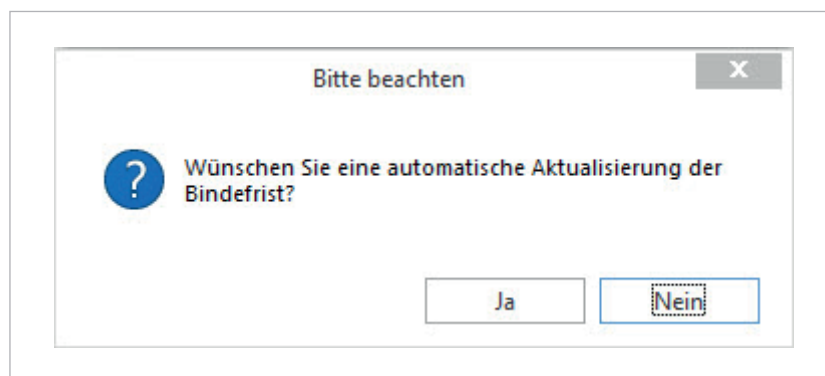 Bitte beachten
X
?
Wünschen Sie eine automatische Aktualisierung der
Bindefrist?
Ja
Nein